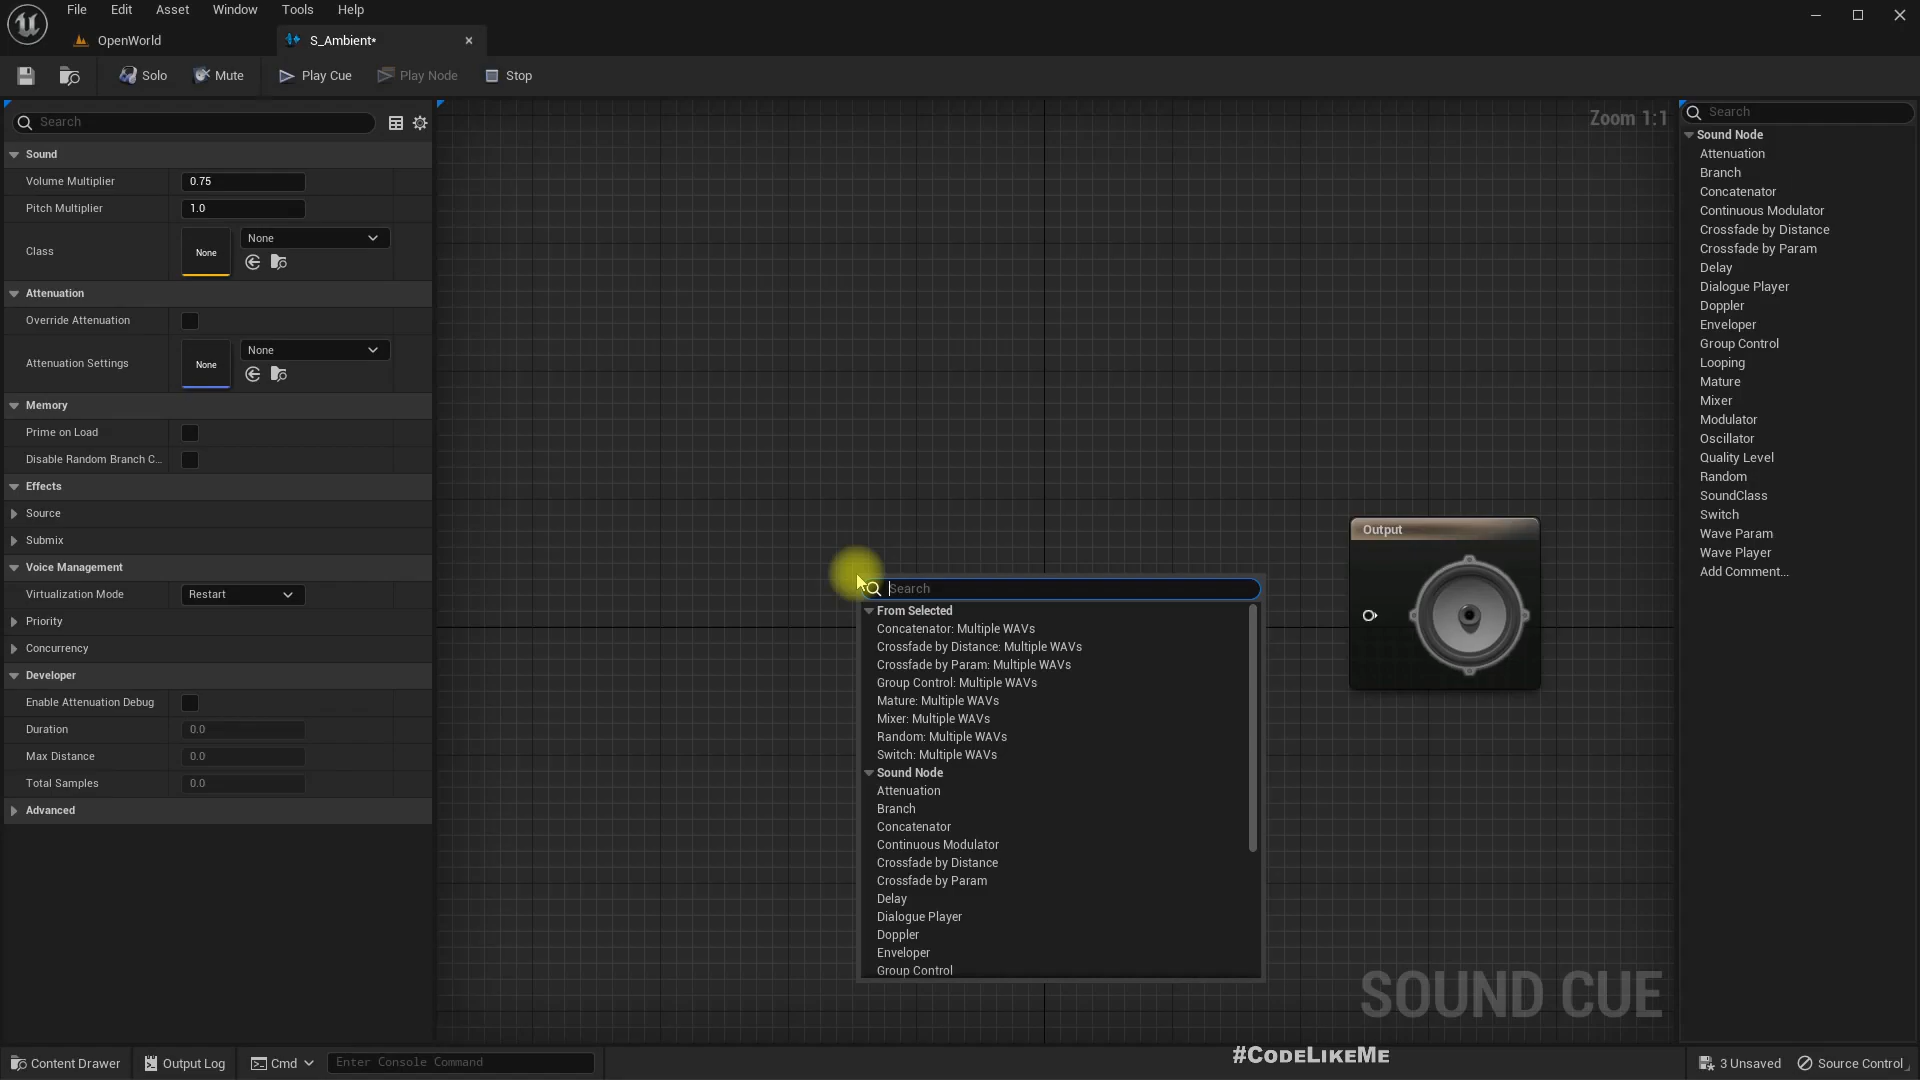 File Edit Asset Window Tools Help
OpenWorld
S_Ambient*
Solo Mute Play Cue Play Node Stop
Search
Sound
Volume Multiplier 0.75
Pitch Multiplier 1.0
Class None None
Attenuation
Override Attenuation
Attenuation Settings None None
Memory
Prime on Load
Disable Random Branch C...
Effects
Source
Submix
Voice Management
Virtualization Mode Restart
Priority
Concurrency
Developer
Enable Attenuation Debug
Duration 0.0
Max Distance 0.0
Total Samples 0.0
Advanced
Zoom 1:1
Output
Search
From Selected
Concatenator: Multiple WAVs
Crossfade by Distance: Multiple WAVs
Crossfade by Param: Multiple WAVs
Group Control: Multiple WAVs
Mature: Multiple WAVs
Mixer: Multiple WAVs
Random: Multiple WAVs
Switch: Multiple WAVs
Sound Node
Attenuation
Branch
Concatenator
Continuous Modulator
Crossfade by Distance
Crossfade by Param
Delay
Dialogue Player
Doppler
Enveloper
Group Control
SOUND CUE
Search
Sound Node
Attenuation
Branch
Concatenator
Continuous Modulator
Crossfade by Distance
Crossfade by Param
Delay
Dialogue Player
Doppler
Enveloper
Group Control
Looping
Mature
Mixer
Modulator
Oscillator
Quality Level
Random
SoundClass
Switch
Wave Param
Wave Player
Add Comment...
Content Drawer Output Log Cmd Enter Console Command
#CodeLikeMe
3 Unsaved Source Control